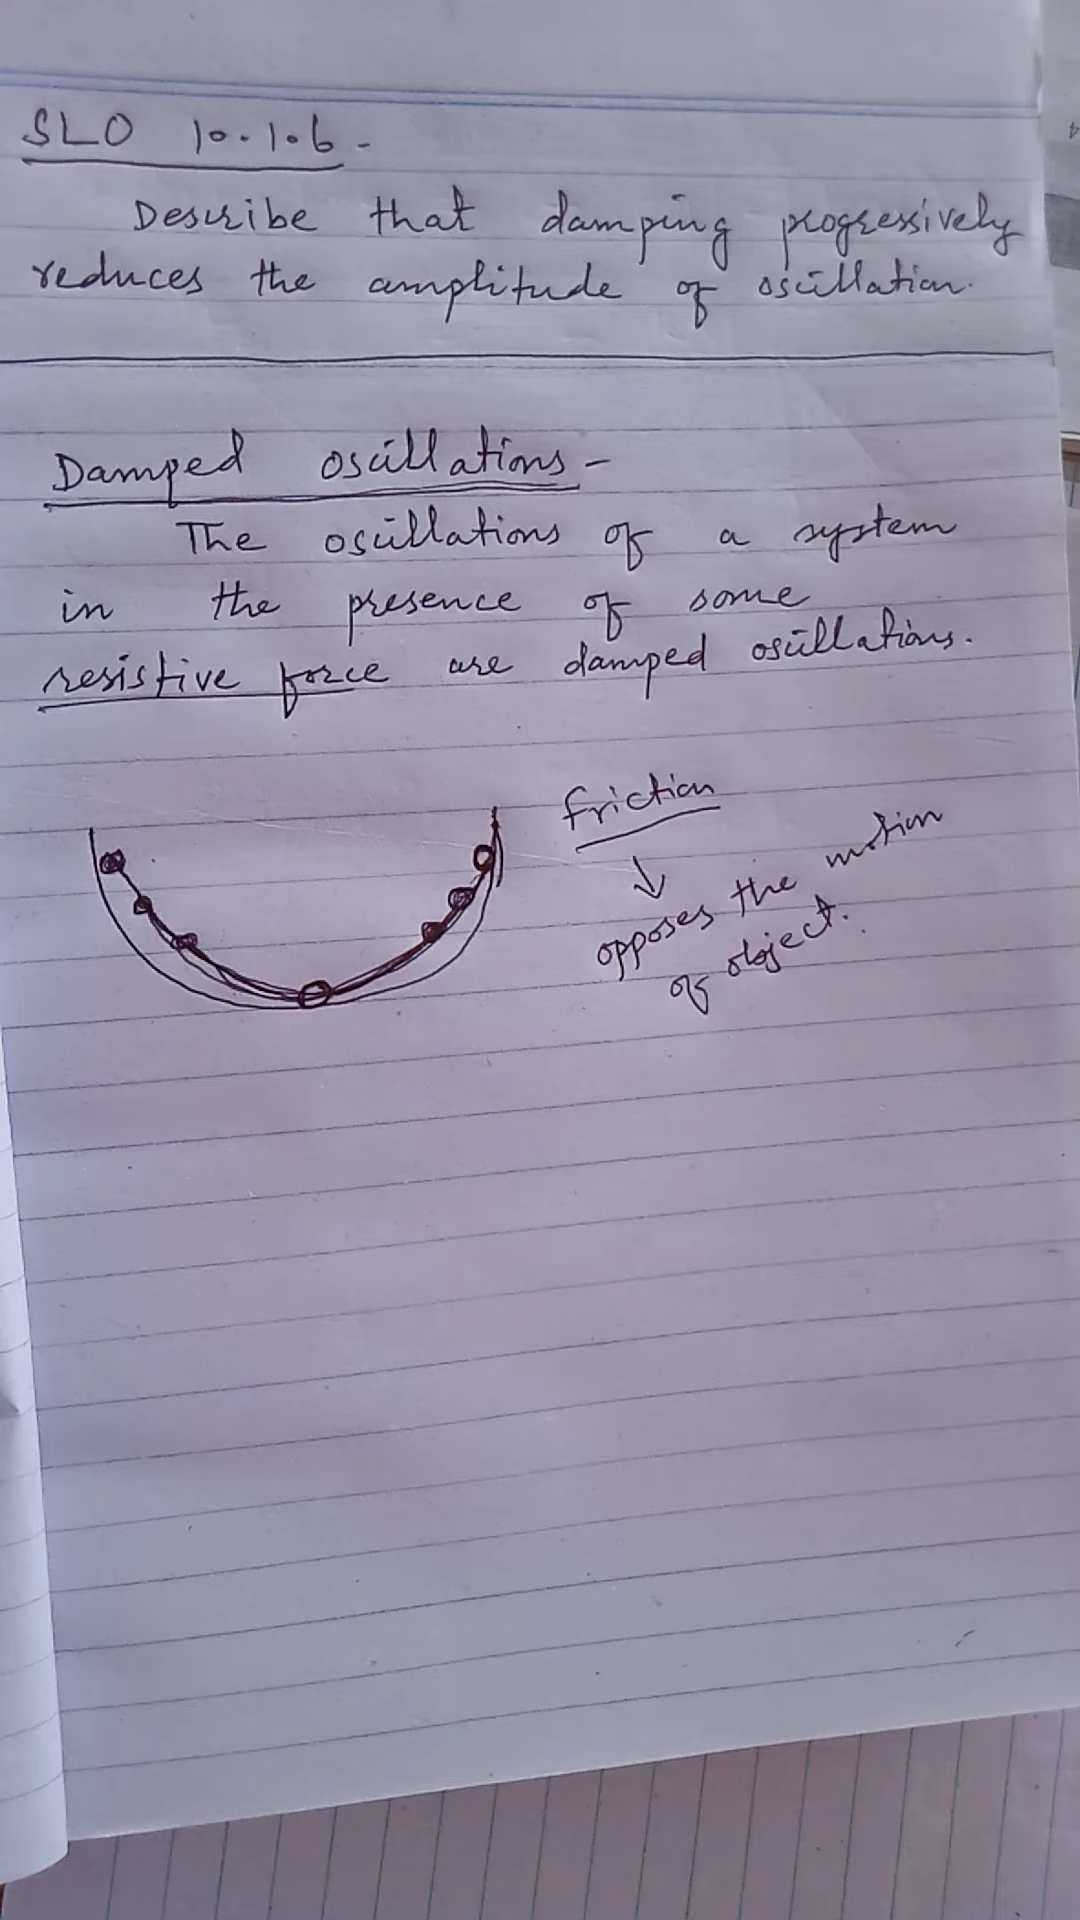 SLO 10.1.6 -
Describe that damping progressively
reduces the amplitude of oscillation.
Damped oscillations -
The oscillations of a system
in the presence of some
resistive force are damped oscillations.
friction
↓
opposes the motion
of object.